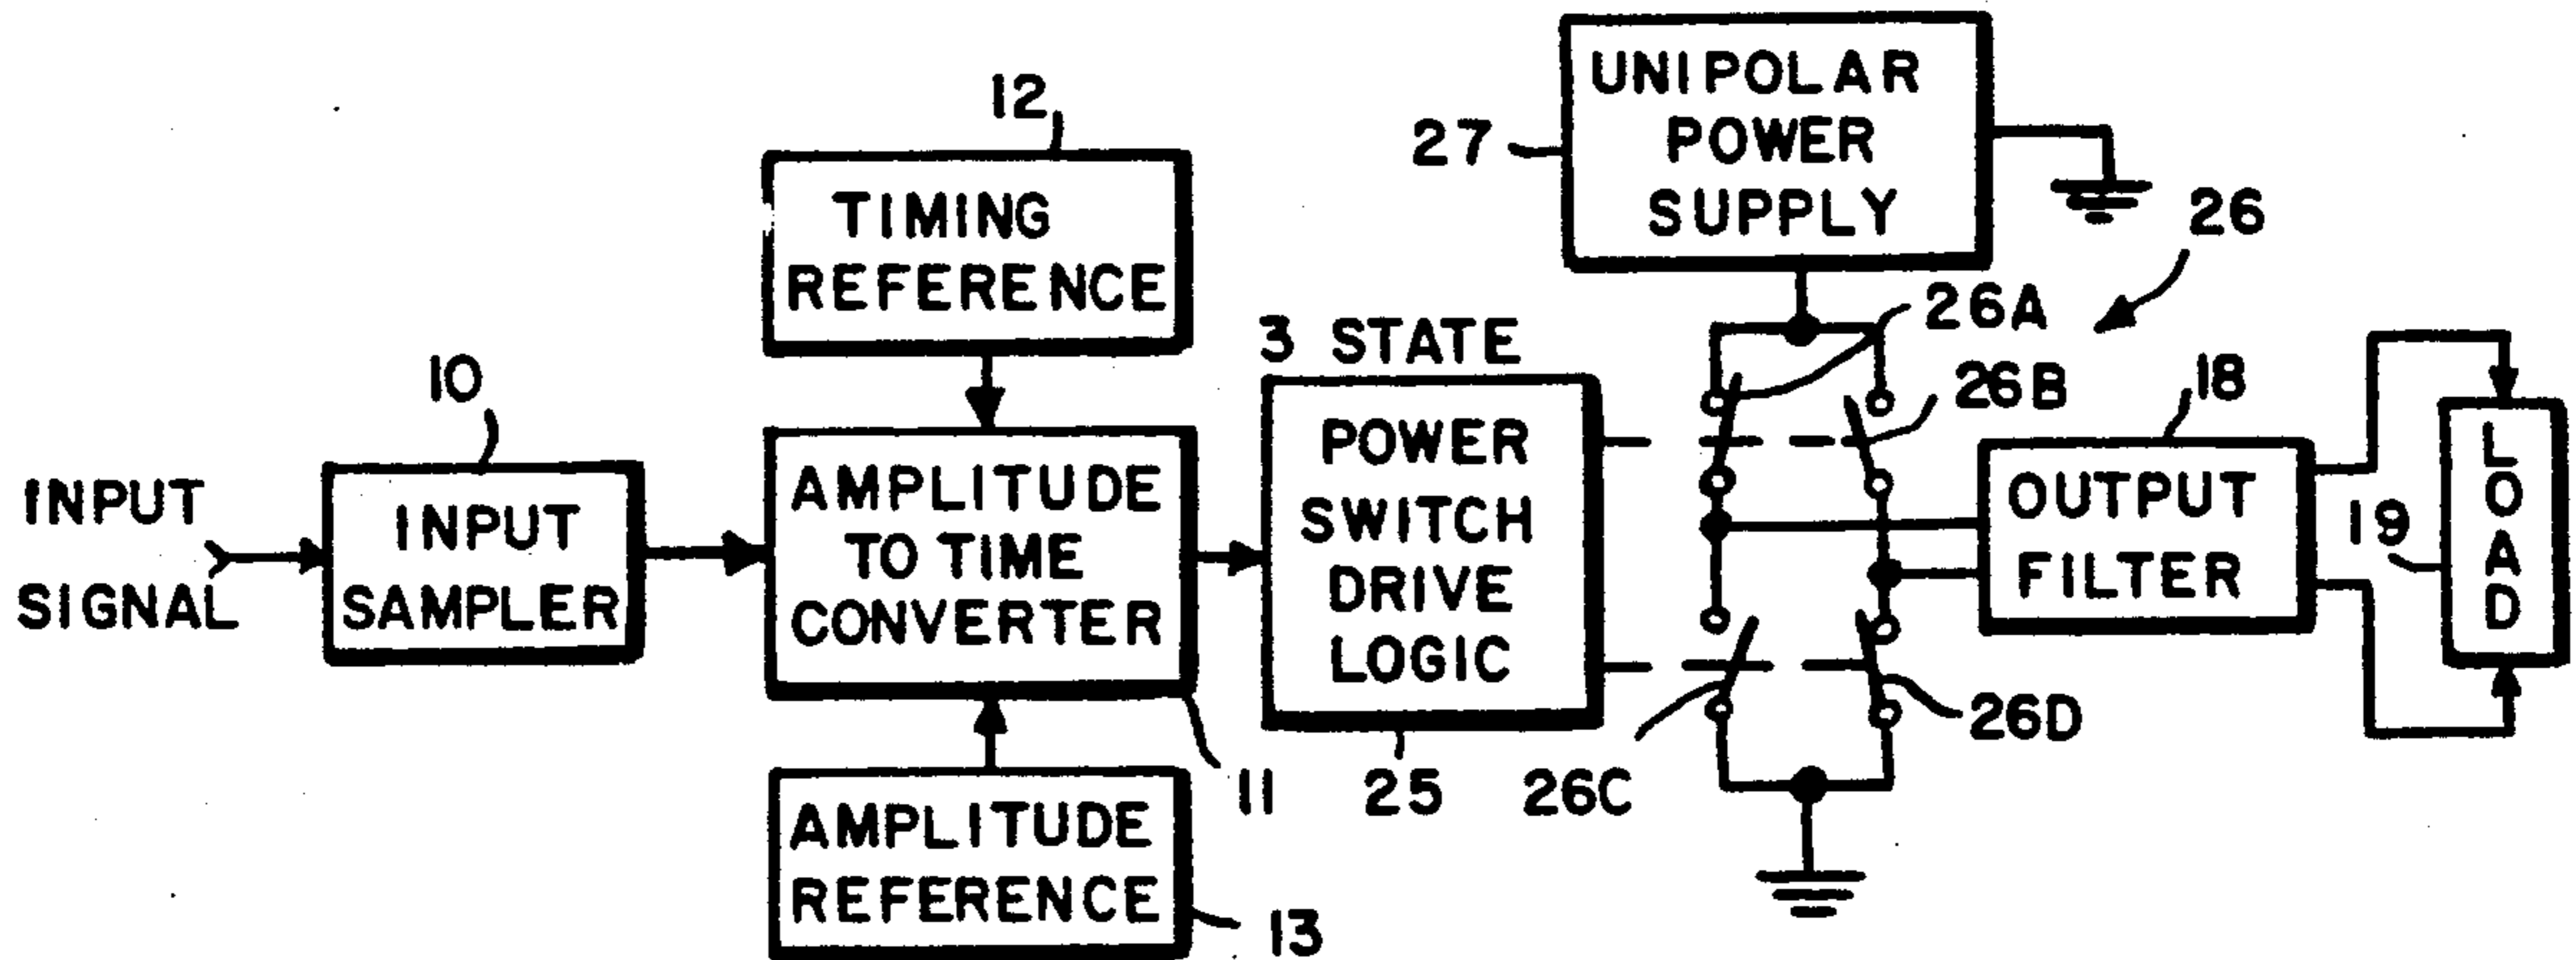 INPUT
SIGNAL
10
INPUT
SAMPLER
12
TIMING
REFERENCE
AMPLITUDE
TO TIME
CONVERTER
11
AMPLITUDE
REFERENCE
13
3 STATE
POWER
SWITCH
DRIVE
LOGIC
25
27
UNIPOLAR
POWER
SUPPLY
26
26A
26B
26C
26D
18
OUTPUT
FILTER
19
LOAD